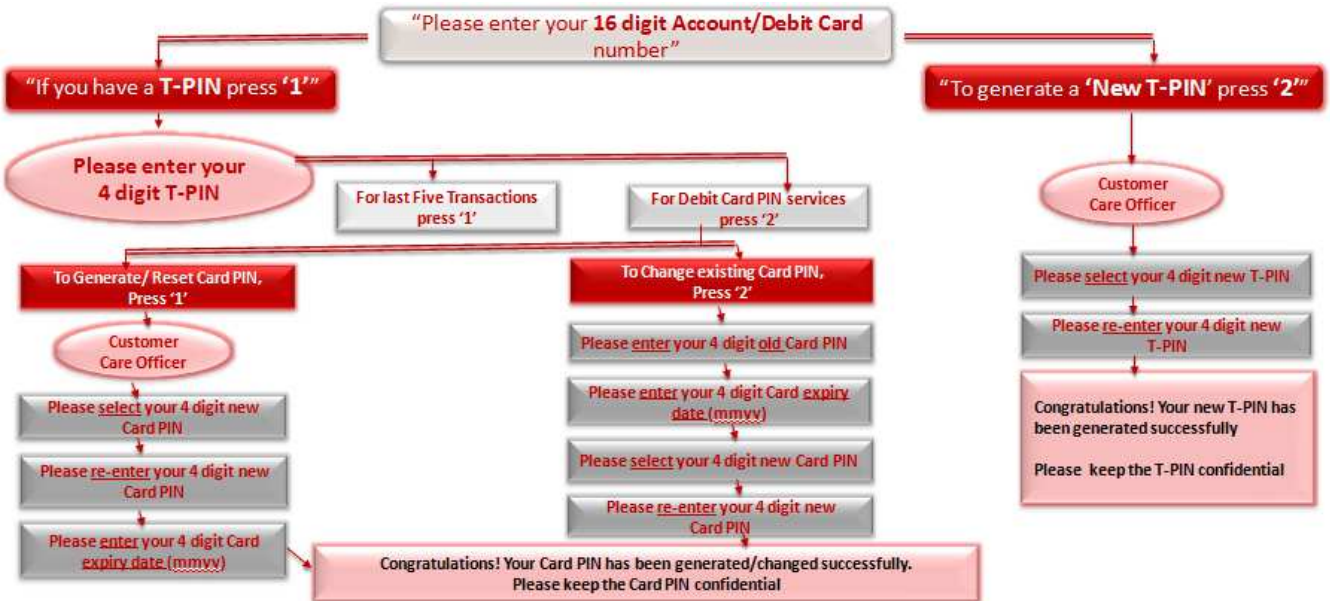 “Please enter your 16 digit Account/Debit Card
number”
“If you have a T-PIN press ‘1’”
“To generate a ‘New T-PIN’ press ‘2’”
Please enter your
4 digit T-PIN
For last Five Transactions
press ‘1’
For Debit Card PIN services
press ‘2’
Customer
Care Officer
To Generate/ Reset Card PIN,
Press ‘1’
To Change existing Card PIN,
Press ‘2’
Please select your 4 digit new T-PIN
Customer
Care Officer
Please enter your 4 digit old Card PIN
Please re-enter your 4 digit new
T-PIN
Please select your 4 digit new
Card PIN
Please enter your 4 digit Card expiry
date (mmyy)
Congratulations! Your new T-PIN has
been generated successfully
Please keep the T-PIN confidential
Please re-enter your 4 digit new
Card PIN
Please select your 4 digit new Card PIN
Please enter your 4 digit Card
expiry date (mmyy)
Please re-enter your 4 digit new
Card PIN
Congratulations! Your Card PIN has been generated/changed successfully.
Please keep the Card PIN confidential